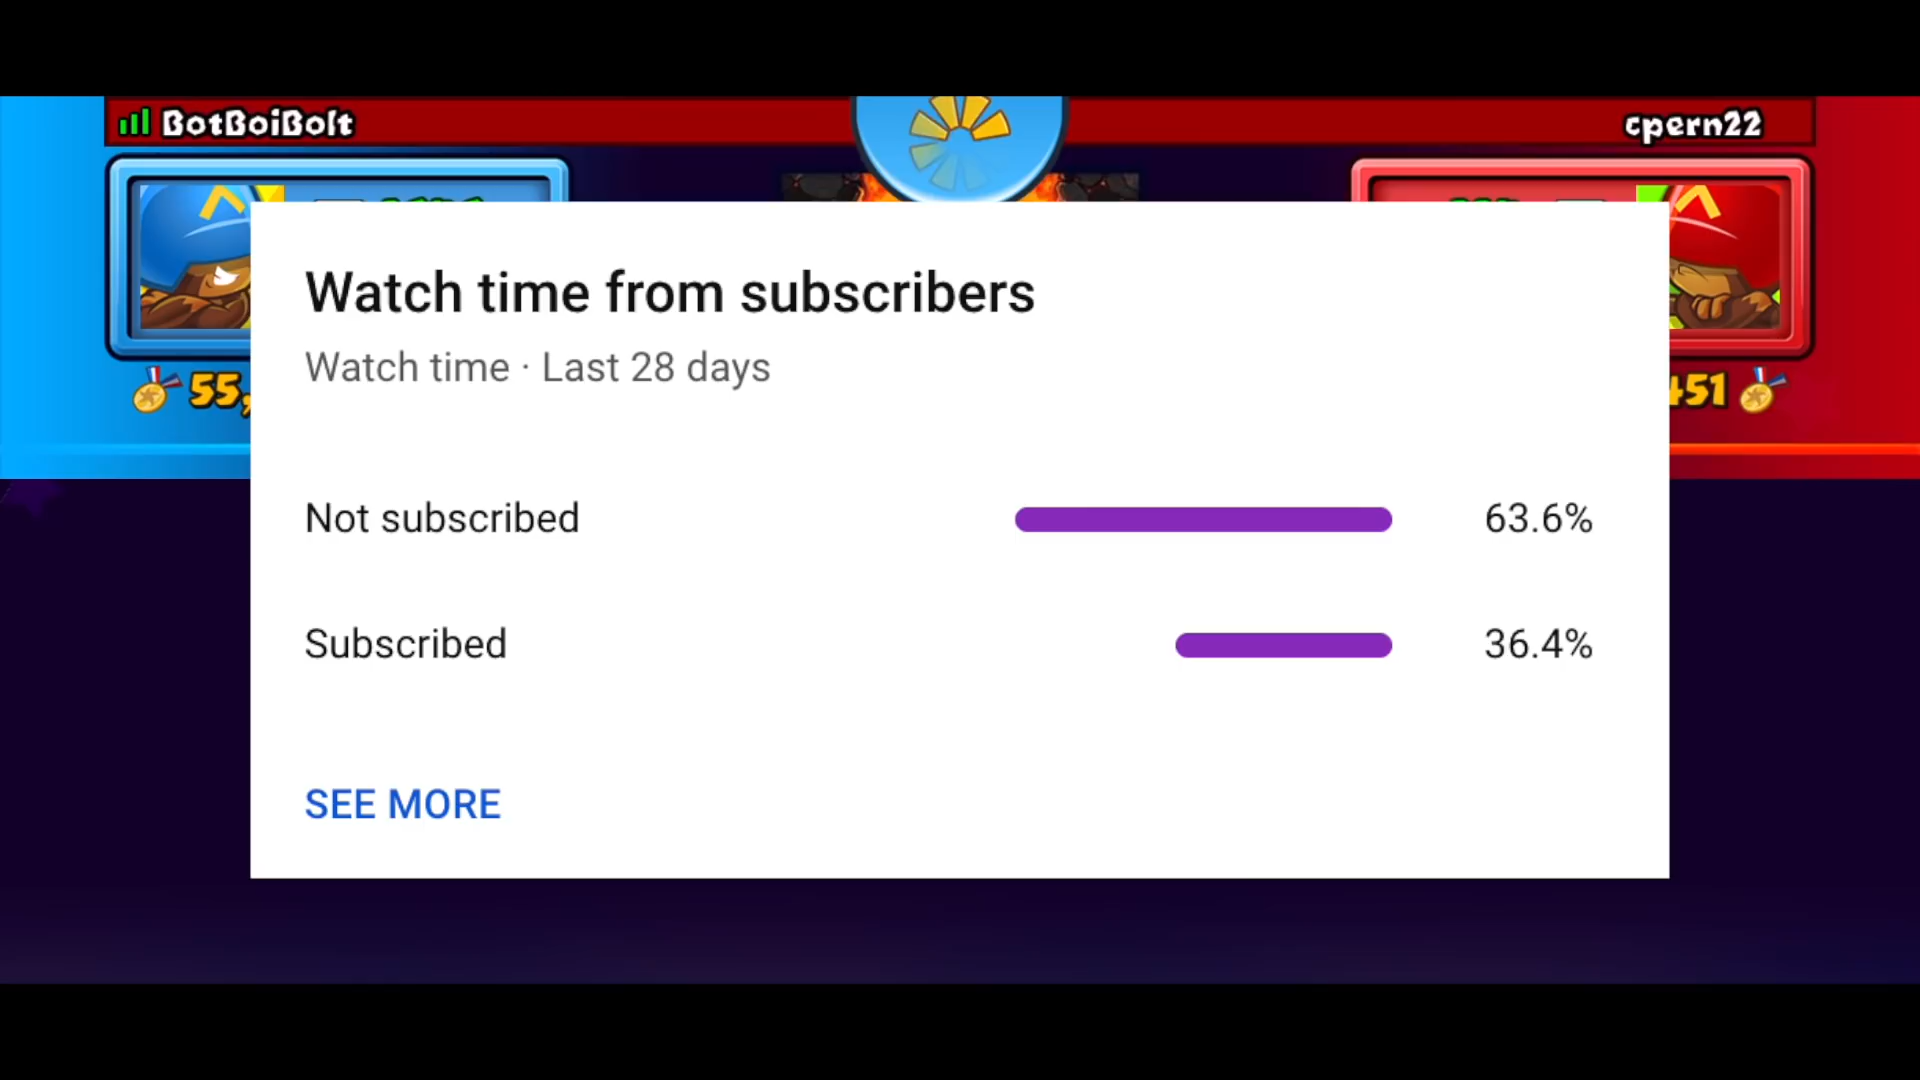 BotBoiBolt
cpern22
55,
451
Watch time from subscribers
Watch time · Last 28 days
Not subscribed 63.6%
Subscribed 36.4%
SEE MORE